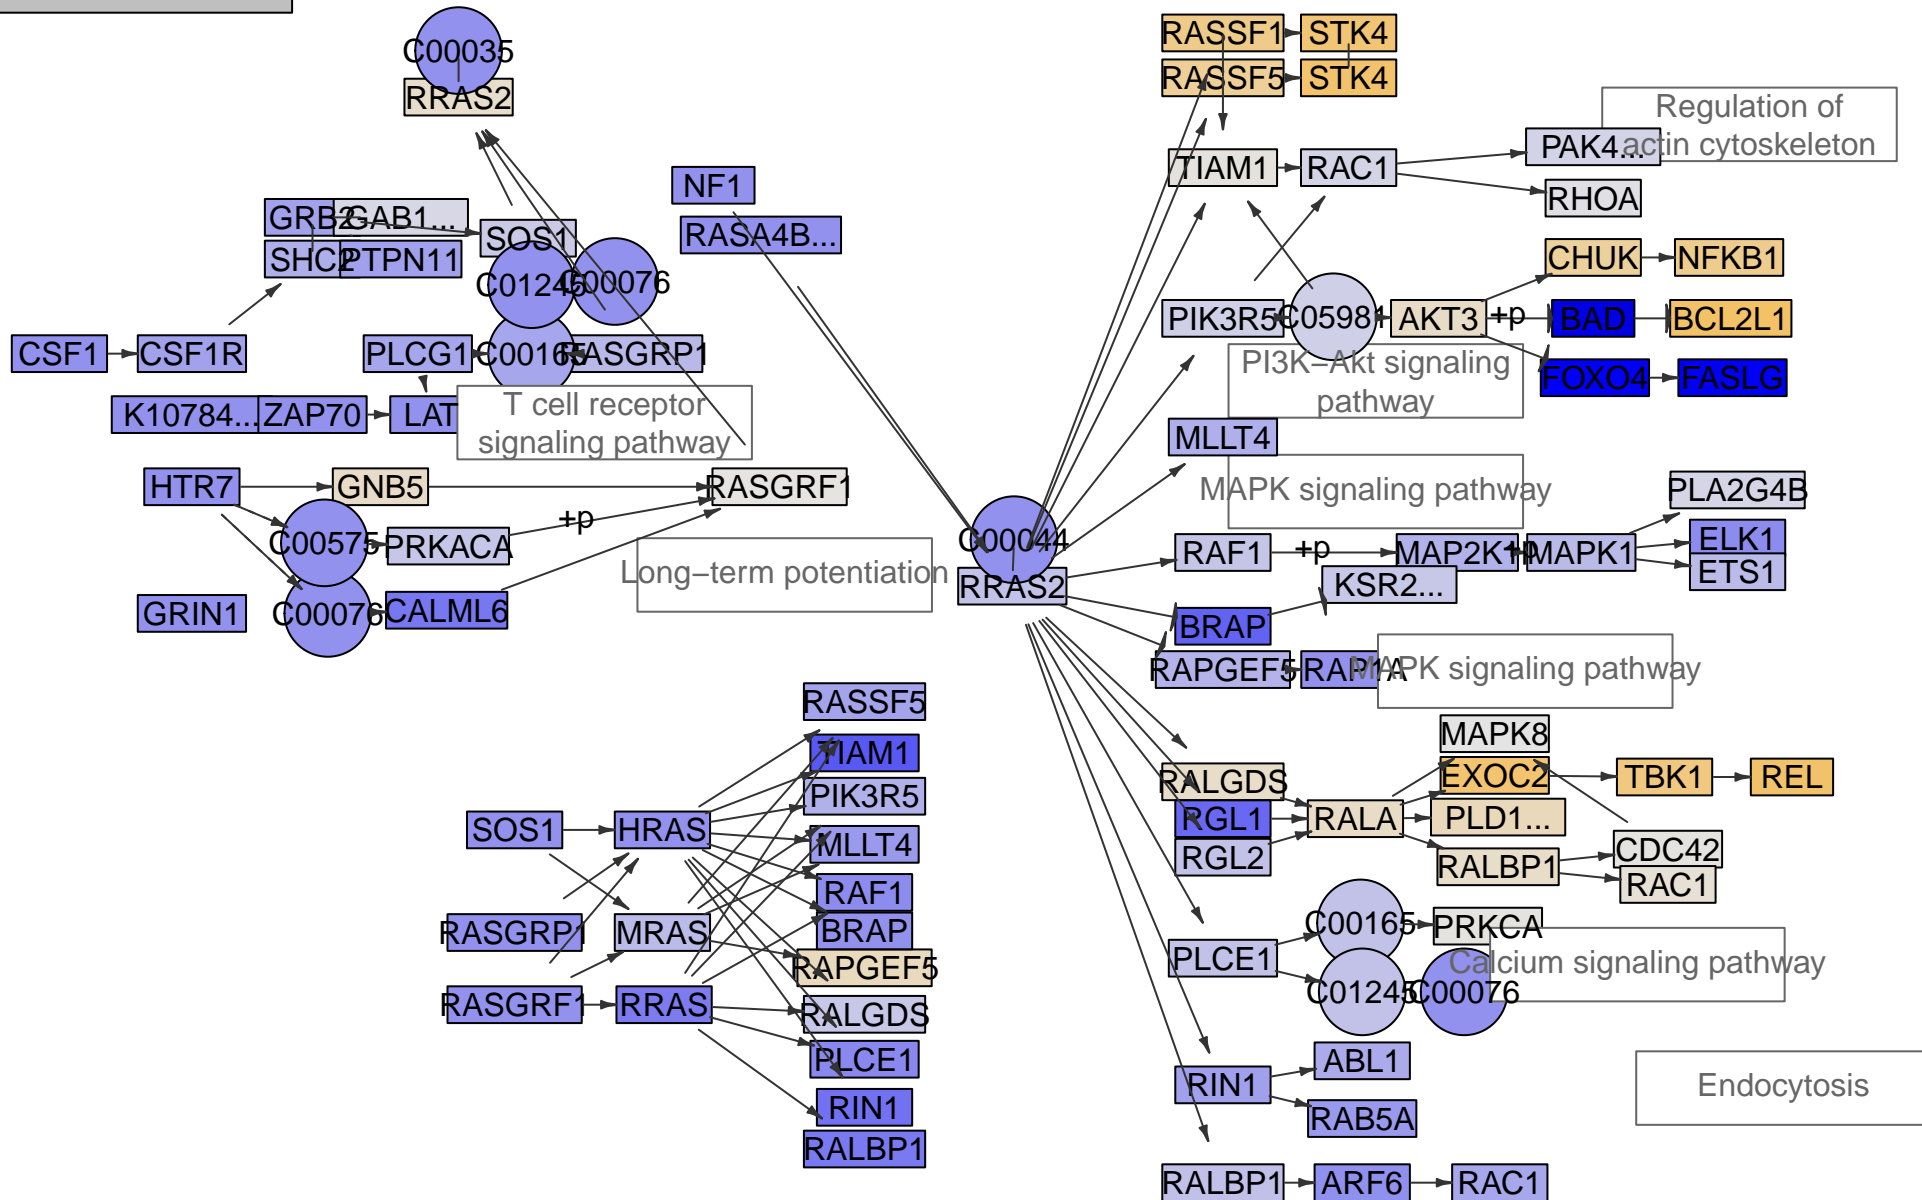 C00035
RRAS2
NF1
RASA4B...
GRB2
GAB1...
SHC2
PTPN11
SOS1
C01245
C00076
CSF1
CSF1R
PLCG1
C00165
RASGRP1
K10784...
ZAP70
LAT
T cell receptor
signaling pathway
HTR7
GNB5
RASGRF1
+p
C00575
PRKACA
GRIN1
C00076
CALML6
Long−term potentiation
C00044
RRAS2
RASSF1
STK4
RASSF5
STK4
Regulation of
actin cytoskeleton
TIAM1
RAC1
PAK4...
RHOA
CHUK
NFKB1
PIK3R5
C05981
AKT3
+p
BAD
BCL2L1
PI3K−Akt signaling
pathway
FOXO4
FASLG
MLLT4
MAPK signaling pathway
PLA2G4B
RAF1
+p
MAP2K1
+p
MAPK1
ELK1
ETS1
KSR2...
BRAP
RAPGEF5
RAP1A
MAPK signaling pathway
RASSF5
TIAM1
PIK3R5
SOS1
HRAS
MLLT4
RAF1
RASGRP1
MRAS
BRAP
RAPGEF5
RASGRF1
RRAS
RALGDS
PLCE1
RIN1
RALBP1
MAPK8
RALGDS
EXOC2
TBK1
REL
RGL1
RALA
PLD1...
RGL2
RALBP1
CDC42
RAC1
C00165
PRKCA
PLCE1
Calcium signaling pathway
C01245
C00076
ABL1
RIN1
RAB5A
Endocytosis
RALBP1
ARF6
RAC1